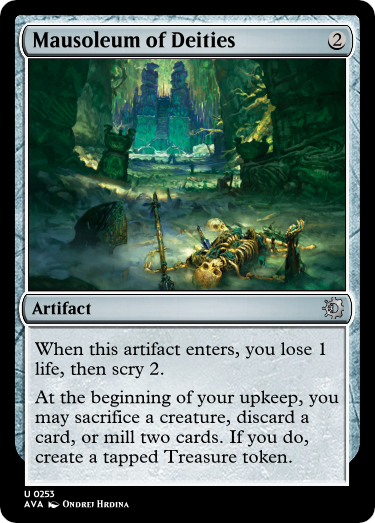 Mausoleum of Deities 2
Artifact
When this artifact enters, you lose 1
life, then scry 2.
At the beginning of your upkeep, you
may sacrifice a creature, discard a
card, or mill two cards. If you do,
create a tapped Treasure token.
U 0253
AVA Ondrej Hrdina